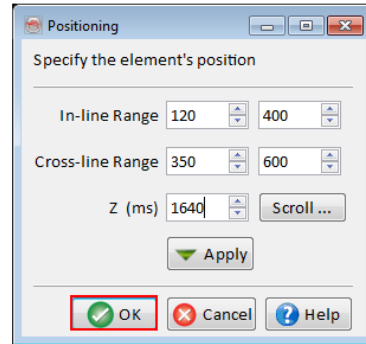 Positioning
Specify the element's position
In-line Range 120 400
Cross-line Range 350 600
Z (ms) 1640 Scroll ...
Apply
OK Cancel Help